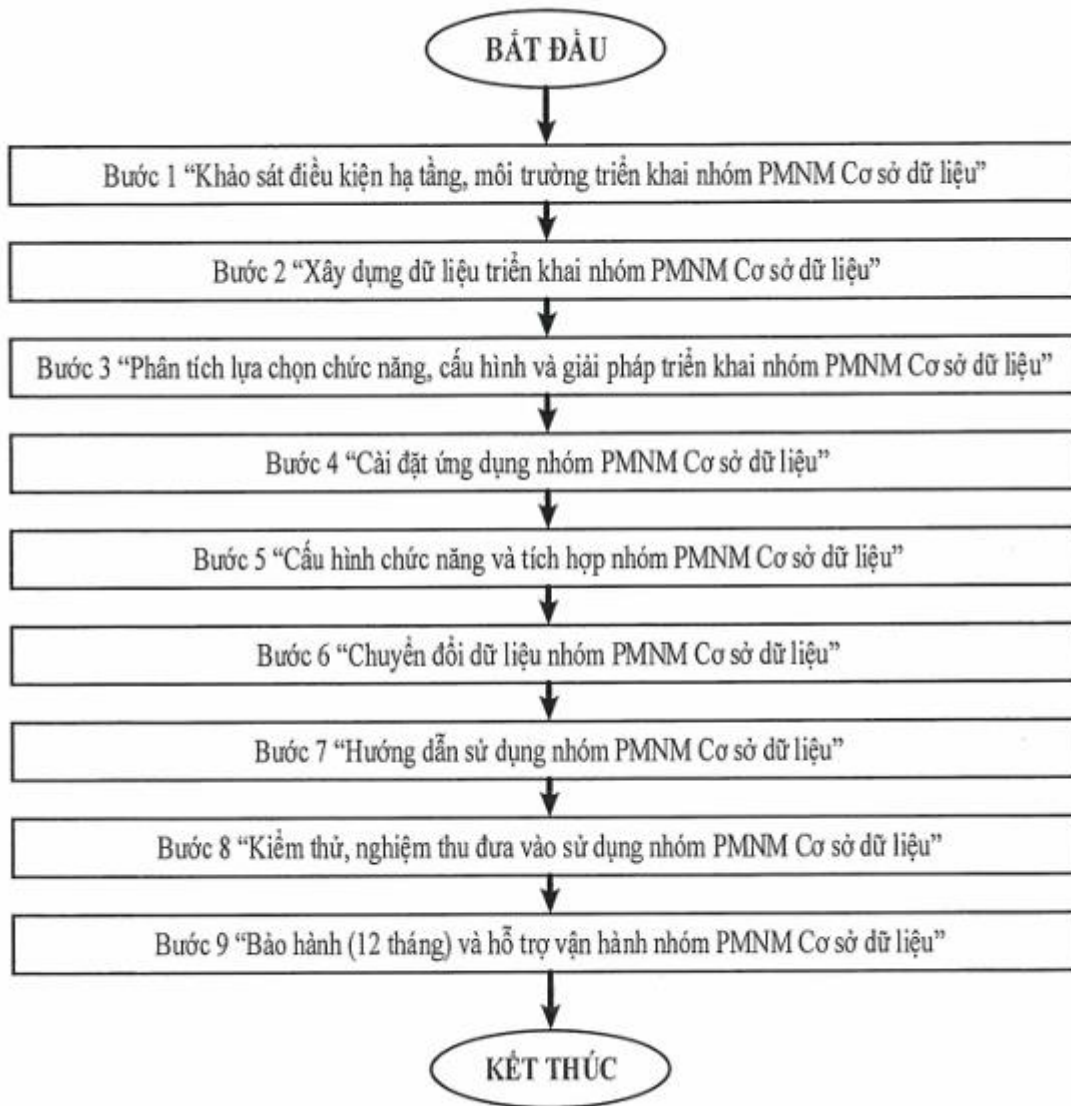 BẮT ĐẦU
Bước 1 “Khảo sát điều kiện hạ tầng, môi trường triển khai nhóm PMNM Cơ sở dữ liệu”
Bước 2 “Xây dựng dữ liệu triển khai nhóm PMNM Cơ sở dữ liệu”
Bước 3 “Phân tích lựa chọn chức năng, cấu hình và giải pháp triển khai nhóm PMNM Cơ sở dữ liệu”
Bước 4 “Cài đặt ứng dụng nhóm PMNM Cơ sở dữ liệu”
Bước 5 “Cấu hình chức năng và tích hợp nhóm PMNM Cơ sở dữ liệu”
Bước 6 “Chuyển đổi dữ liệu nhóm PMNM Cơ sở dữ liệu”
Bước 7 “Hướng dẫn sử dụng nhóm PMNM Cơ sở dữ liệu”
Bước 8 “Kiểm thử, nghiệm thu đưa vào sử dụng nhóm PMNM Cơ sở dữ liệu”
Bước 9 “Bảo hành (12 tháng) và hỗ trợ vận hành nhóm PMNM Cơ sở dữ liệu”
KẾT THÚC